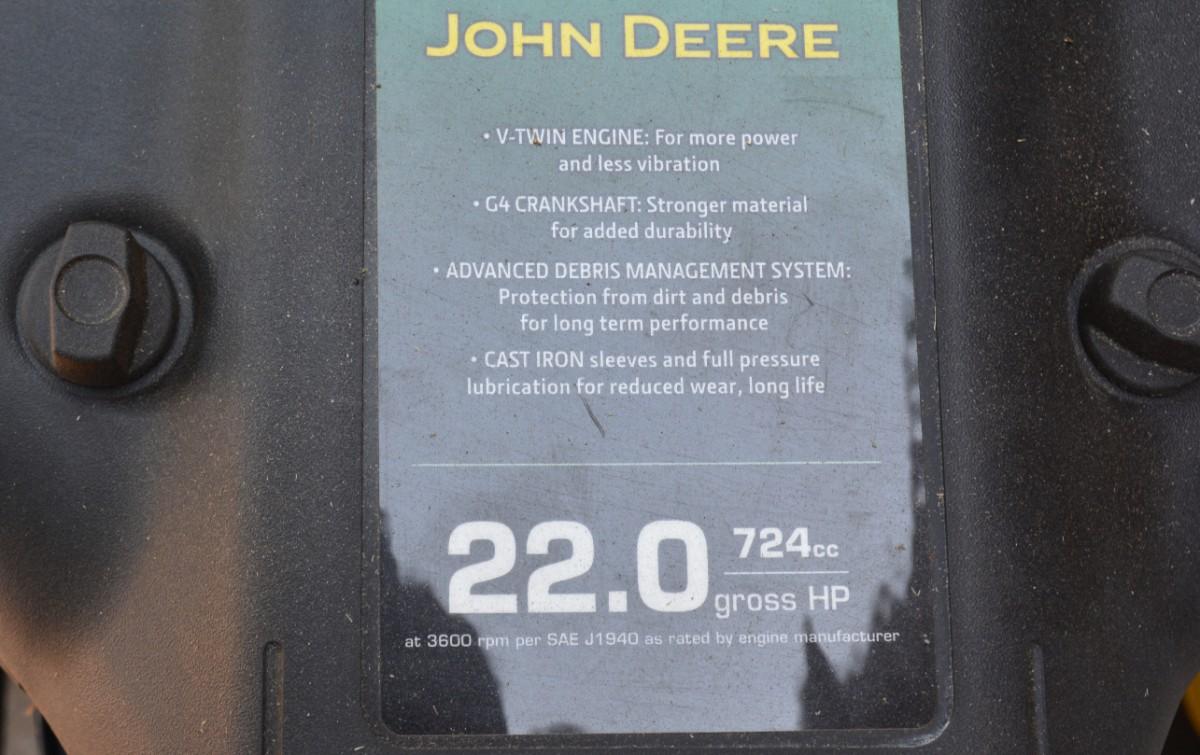 JOHN DEERE
• V-TWIN ENGINE: For more power
and less vibration
• G4 CRANKSHAFT: Stronger material
for added durability
• ADVANCED DEBRIS MANAGEMENT SYSTEM:
Protection from dirt and debris
for long term performance
• CAST IRON sleeves and full pressure
lubrication for reduced wear, long life
22.0 724cc
gross HP
at 3600 rpm per SAE J1940 as rated by engine manufacturer